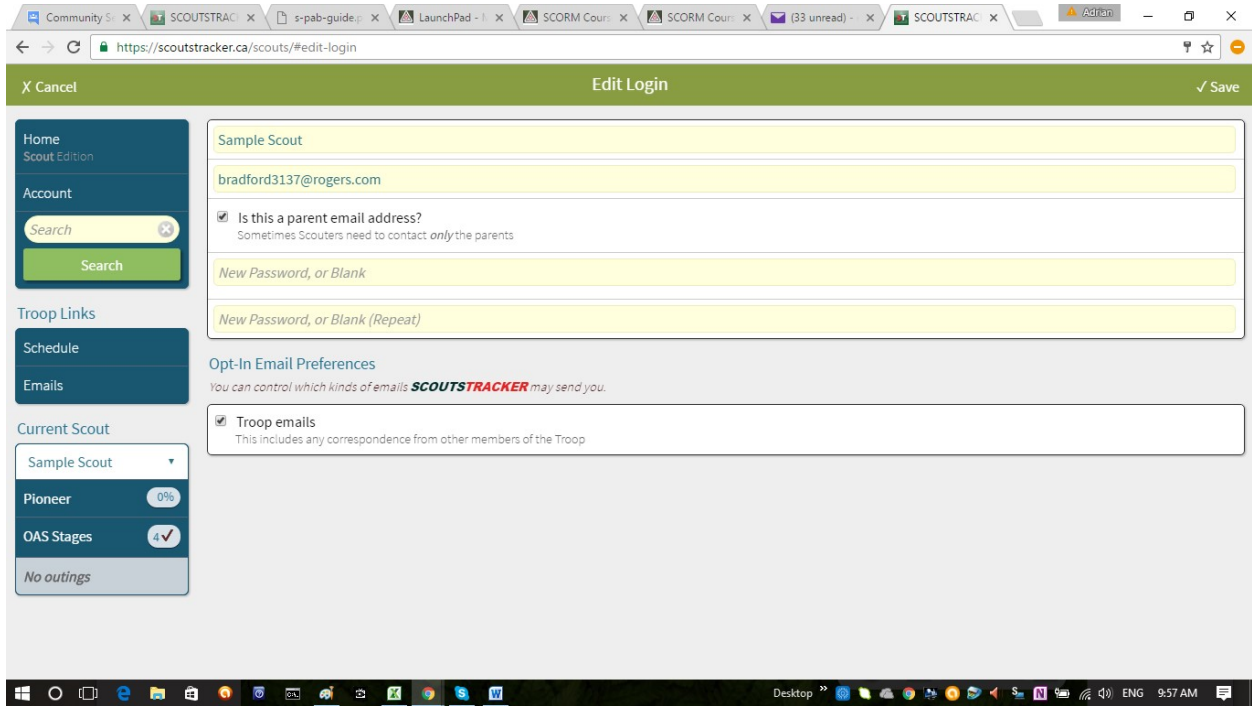 Community Sc
SCOUTSTRAC
s-pab-guide.p
LaunchPad - 
SCORM Cours
SCORM Cours
(33 unread) -
SCOUTSTRAC
Adrian
https://scoutstracker.ca/scouts/#edit-login
X Cancel
Edit Login
✓ Save
Home
Scout Edition
Account
Search
Search
Troop Links
Schedule
Emails
Current Scout
Sample Scout
Pioneer 0%
OAS Stages 4✓
No outings
Sample Scout
bradford3137@rogers.com
Is this a parent email address?
Sometimes Scouters need to contact only the parents
New Password, or Blank
New Password, or Blank (Repeat)
Opt-In Email Preferences
You can control which kinds of emails SCOUTSTRACKER may send you.
Troop emails
This includes any correspondence from other members of the Troop
Desktop » ENG 9:57 AM